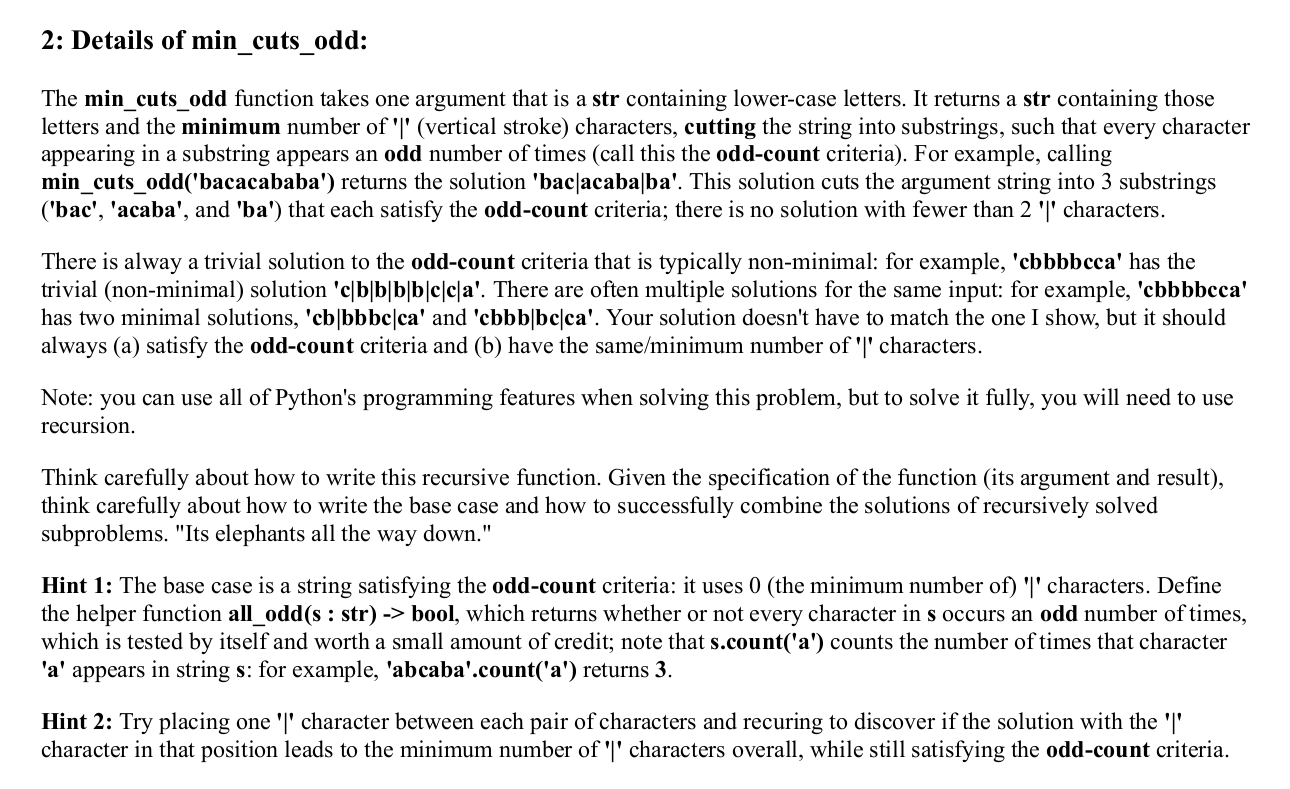 2: Details of min_cuts_odd:
The min_cuts_odd function takes one argument that is a str containing lower-case letters. It returns a str containing those
letters and the minimum number of '|' (vertical stroke) characters, cutting the string into substrings, such that every character
appearing in a substring appears an odd number of times (call this the odd-count criteria). For example, calling
min_cuts_odd('bacacababa') returns the solution 'bac|acaba|ba'. This solution cuts the argument string into 3 substrings
('bac', 'acaba', and 'ba') that each satisfy the odd-count criteria; there is no solution with fewer than 2 '|' characters.
There is alway a trivial solution to the odd-count criteria that is typically non-minimal: for example, 'cbbbbcca' has the
trivial (non-minimal) solution 'c|b|b|b|b|c|c|a'. There are often multiple solutions for the same input: for example, 'cbbbbcca'
has two minimal solutions, 'cb|bbbc|ca' and 'cbbb|bc|ca'. Your solution doesn't have to match the one I show, but it should
always (a) satisfy the odd-count criteria and (b) have the same/minimum number of '|' characters.
Note: you can use all of Python's programming features when solving this problem, but to solve it fully, you will need to use
recursion.
Think carefully about how to write this recursive function. Given the specification of the function (its argument and result),
think carefully about how to write the base case and how to successfully combine the solutions of recursively solved
subproblems. "Its elephants all the way down."
Hint 1: The base case is a string satisfying the odd-count criteria: it uses 0 (the minimum number of) '|' characters. Define
the helper function all_odd(s : str) -> bool, which returns whether or not every character in s occurs an odd number of times,
which is tested by itself and worth a small amount of credit; note that s.count('a') counts the number of times that character
'a' appears in string s: for example, 'abcaba'.count('a') returns 3.
Hint 2: Try placing one '|' character between each pair of characters and recuring to discover if the solution with the '|'
character in that position leads to the minimum number of '|' characters overall, while still satisfying the odd-count criteria.